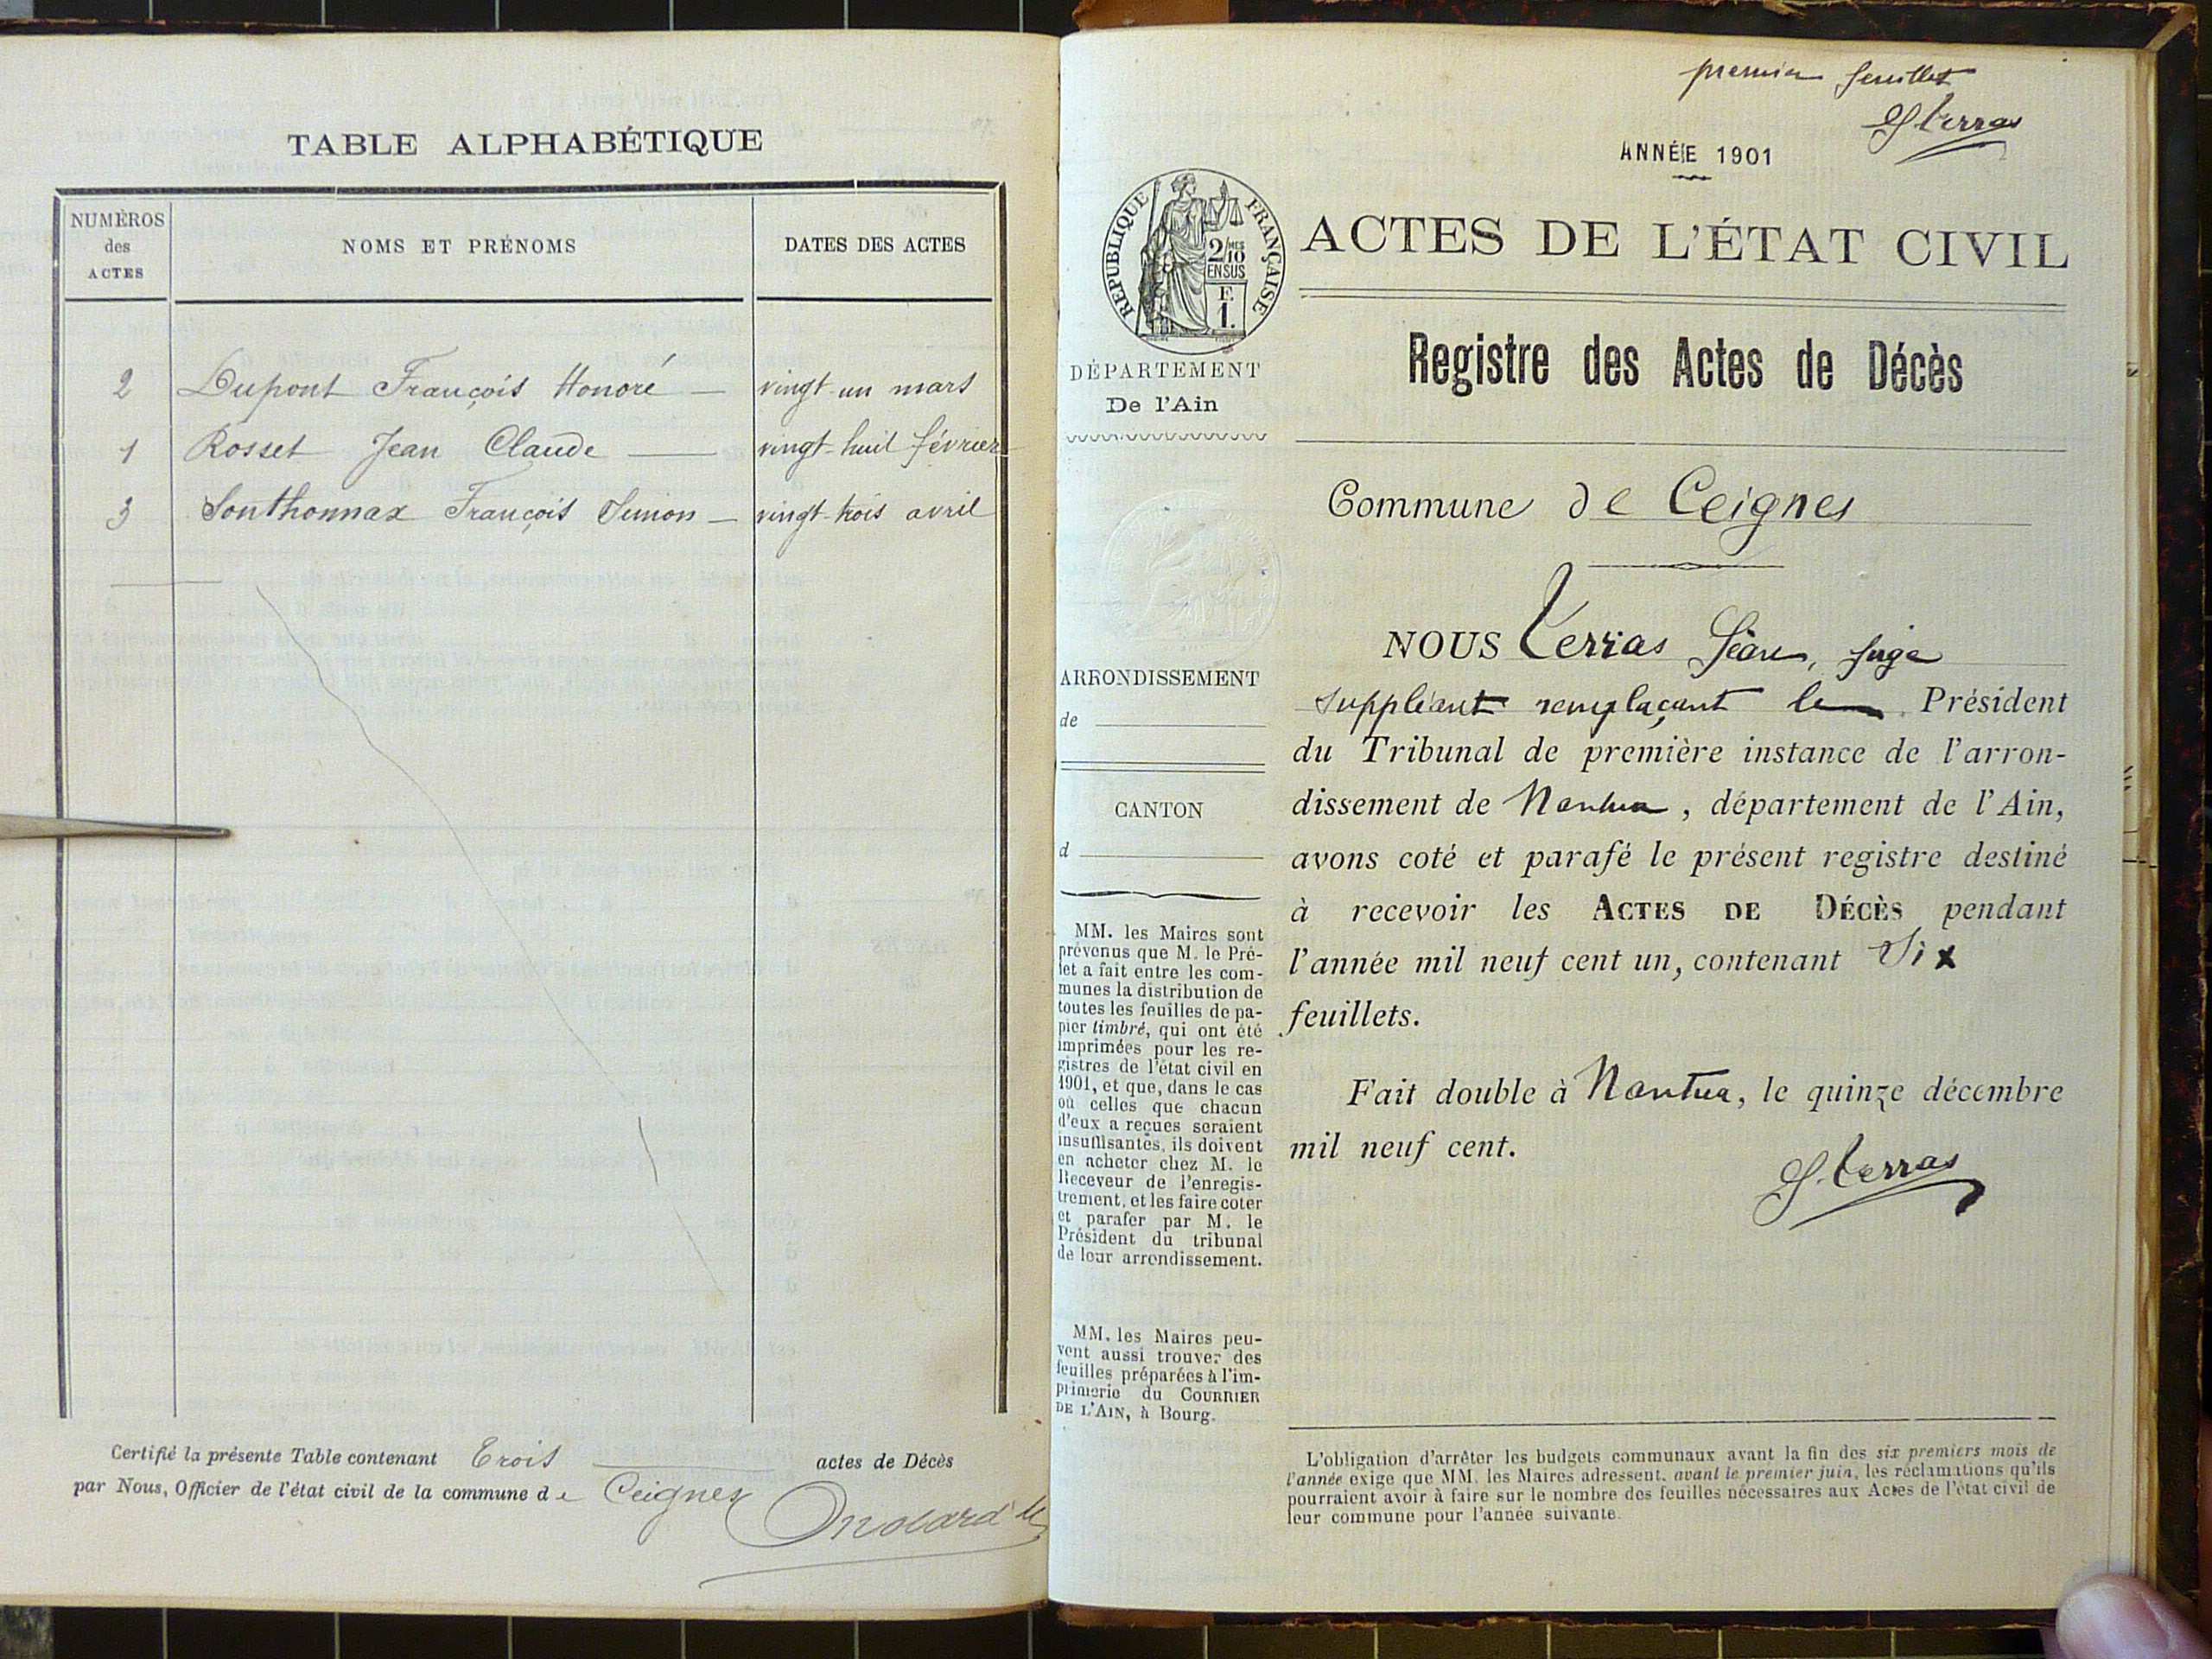 TABLE ALPHABÉTIQUE
NUMÉROS
des
ACTES
NOMS ET PRÉNOMS
DATES DES ACTES
2 Dupont François Honoré — vingt-un mars
1 Rosset Jean Claude — vingt-huit février
3 Sonthonnax François Simon — vingt-trois avril
Certifié la présente Table contenant Trois actes de Décès
par Nous, Officier de l'état civil de la commune de Ceignes
premier feuillet
Terras
ANNÉE 1901
RÉPUBLIQUE FRANÇAISE
2/10 MES
EN SUS
E.
1.
ACTES DE L'ÉTAT CIVIL
DÉPARTEMENT
De l'Ain
Registre des Actes de Décès
Commune de Ceignes
ARRONDISSEMENT
de
CANTON
d
NOUS Terras Jean, juge
suppléant remplaçant le Président
du Tribunal de première instance de l'arron-
dissement de Nantua, département de l'Ain,
avons coté et parafé le présent registre destiné
à recevoir les ACTES DE DÉCÈS pendant
l'année mil neuf cent un, contenant Six
feuillets.
Fait double à Nantua, le quinze décembre
mil neuf cent.
Terras
MM. les Maires sont
prévenus que M. le Pré-
fet a fait entre les com-
munes la distribution de
toutes les feuilles de pa-
pier timbré, qui ont été
imprimées pour les re-
gistres de l'état civil en
1901, et que, dans le cas
où celles que chacun
d'eux a reçues seraient
insuffisantes, ils doivent
en acheter chez M. le
Receveur de l'enregis-
trement, et les faire coter
et parafer par M. le
Président du tribunal
de leur arrondissement.
MM. les Maires peu-
vent aussi trouver des
feuilles préparées à l'im-
primerie du COURRIER
DE L'AIN, à Bourg.
L'obligation d'arrêter les budgets communaux avant la fin des six premiers mois de
l'année exige que MM. les Maires adressent, avant le premier juin, les réclamations qu'ils
pourraient avoir à faire sur le nombre des feuilles nécessaires aux Actes de l'état civil de
leur commune pour l'année suivante.